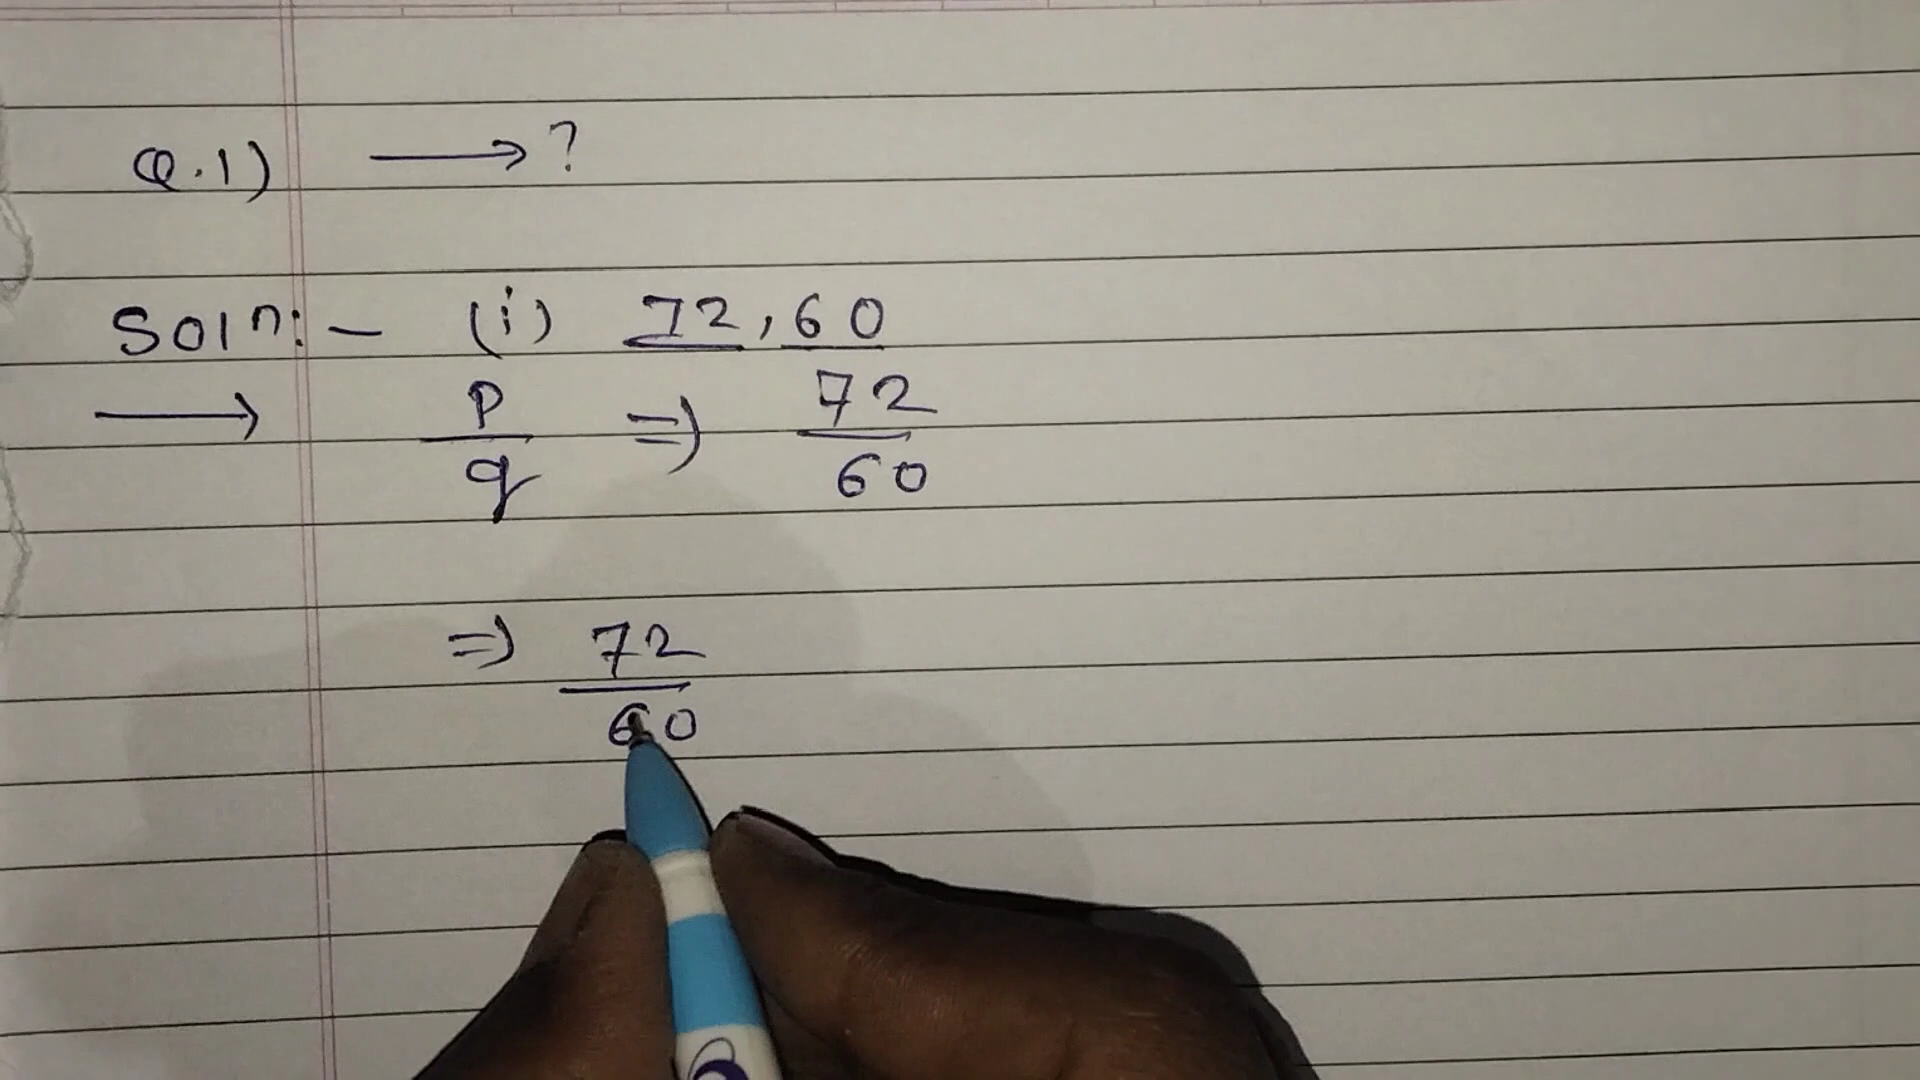 Q.1) ⟶ ?
Soln:- (i) 72, 60
⟶ p/q ⇒ 72/60
⇒ 72/60